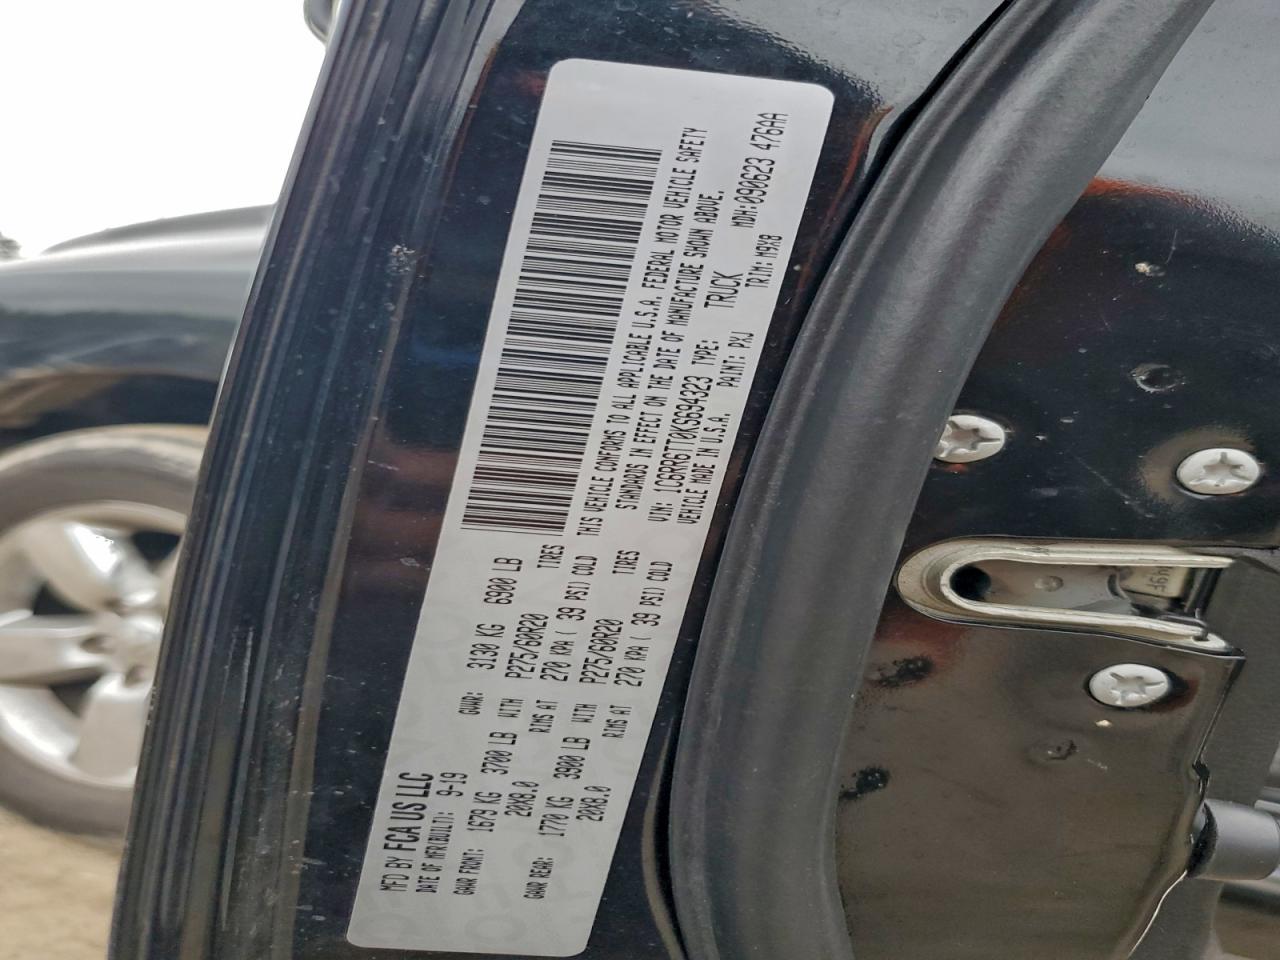 MFD BY FCA US LLC
DATE OF MFR(BUILT): 9-19 GVWR: 3130 KG 6900 LB
GAWR FRONT: 1679 KG 3700 LB WITH P275/60R20 TIRES
20X8.0 RIMS AT 270 KPA ( 39 PSI) COLD
GAWR REAR: 1770 KG 3900 LB WITH P275/60R20 TIRES
20X8.0 RIMS AT 270 KPA ( 39 PSI) COLD
THIS VEHICLE CONFORMS TO ALL APPLICABLE U.S.A. FEDERAL MOTOR VEHICLE SAFETY
STANDARDS IN EFFECT ON THE DATE OF MANUFACTURE SHOWN ABOVE.
VIN: 1C6RR6TT0KS694323 TYPE: TRUCK MDH:090623 476AA
VEHICLE MADE IN U.S.A. PAINT: PXJ TRIM: M9X8